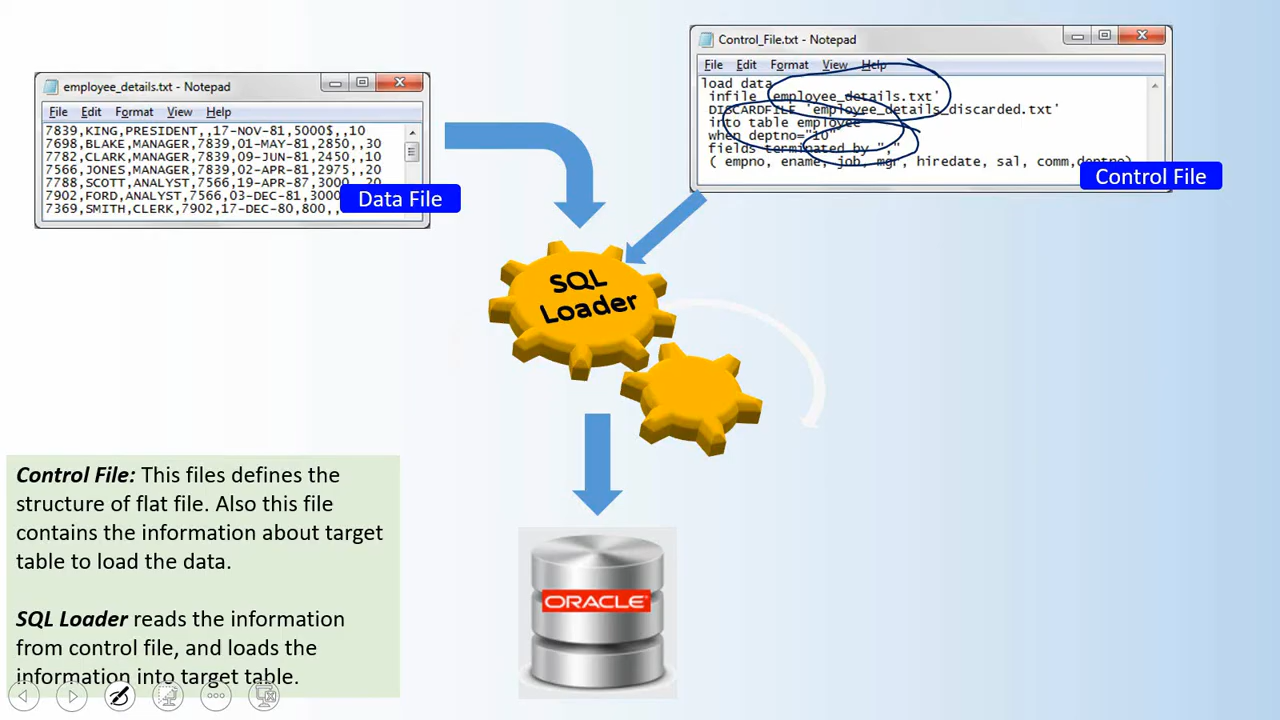 employee_details.txt - Notepad
File Edit Format View Help
7839,KING,PRESIDENT,,17-NOV-81,5000$,,10
7698,BLAKE,MANAGER,7839,01-MAY-81,2850,,30
7782,CLARK,MANAGER,7839,09-JUN-81,2450,,10
7566,JONES,MANAGER,7839,02-APR-81,2975,,20
7788,SCOTT,ANALYST,7566,19-APR-87,3000,,20
7902,FORD,ANALYST,7566,03-DEC-81,3000
7369,SMITH,CLERK,7902,17-DEC-80,800,,
Data File
Control_File.txt - Notepad
File Edit Format View Help
load data
infile 'employee_details.txt'
DISCARDFILE 'employee_details_discarded.txt'
into table employee
when deptno="10"
fields terminated by ","
( empno, ename, job, mgr, hiredate, sal, comm,deptno)
Control File
SQL
Loader
ORACLE
Control File: This files defines the
structure of flat file. Also this file
contains the information about target
table to load the data.
SQL Loader reads the information
from control file, and loads the
information into target table.